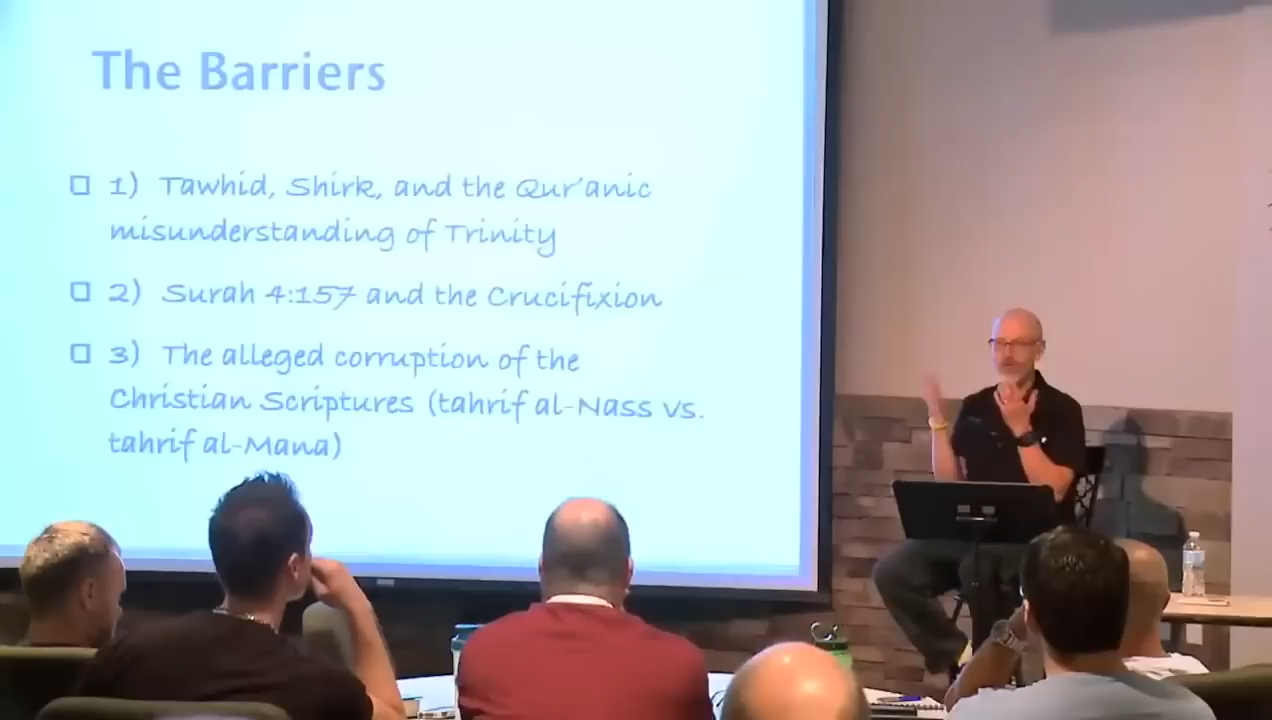 The Barriers
1) Tawhid, Shirk, and the Qur'anic
misunderstanding of Trinity
2) Surah 4:157 and the Crucifixion
3) The alleged corruption of the
Christian Scriptures (tahrif al-Nass vs.
tahrif al-Mana)